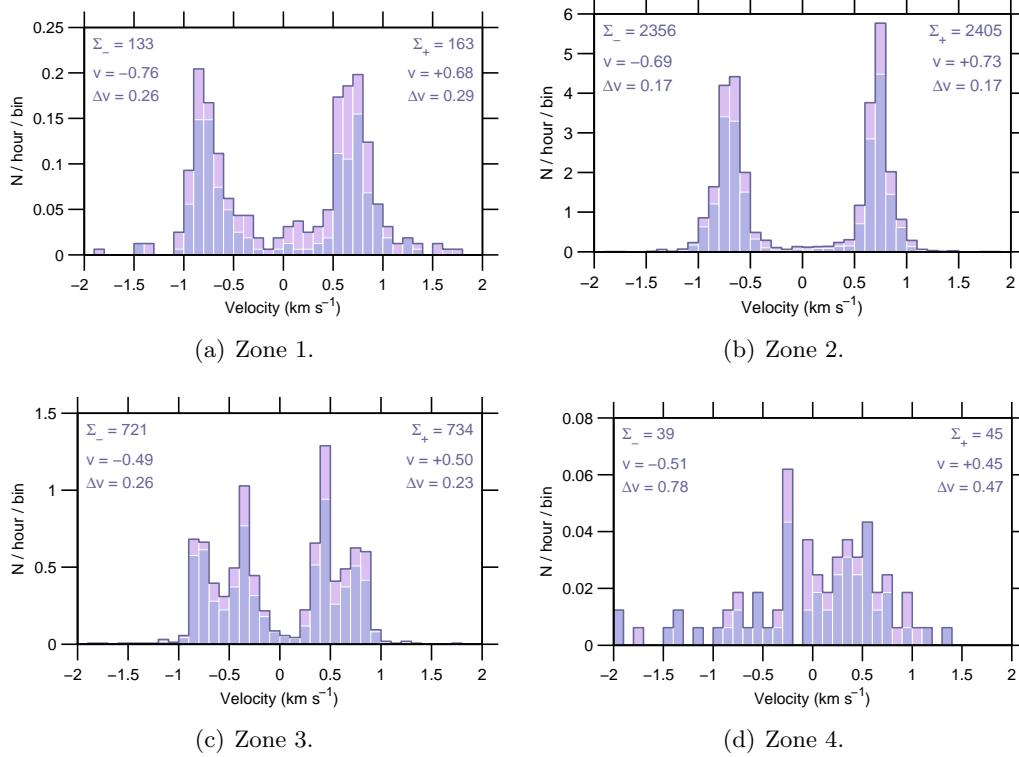 0.25
0.2
0.15
0.1
0.05
0
N / hour / bin
Σ₋ = 133
v = −0.76
Δv = 0.26
Σ₊ = 163
v = +0.68
Δv = 0.29
−2 −1.5 −1 −0.5 0 0.5 1 1.5 2
Velocity (km s⁻¹)
(a) Zone 1.
6
5
4
3
2
1
0
N / hour / bin
Σ₋ = 2356
v = −0.69
Δv = 0.17
Σ₊ = 2405
v = +0.73
Δv = 0.17
−2 −1.5 −1 −0.5 0 0.5 1 1.5 2
Velocity (km s⁻¹)
(b) Zone 2.
1.5
1
0.5
0
N / hour / bin
Σ₋ = 721
v = −0.49
Δv = 0.26
Σ₊ = 734
v = +0.50
Δv = 0.23
−2 −1.5 −1 −0.5 0 0.5 1 1.5 2
Velocity (km s⁻¹)
(c) Zone 3.
0.08
0.06
0.04
0.02
0
N / hour / bin
Σ₋ = 39
v = −0.51
Δv = 0.78
Σ₊ = 45
v = +0.45
Δv = 0.47
−2 −1.5 −1 −0.5 0 0.5 1 1.5 2
Velocity (km s⁻¹)
(d) Zone 4.